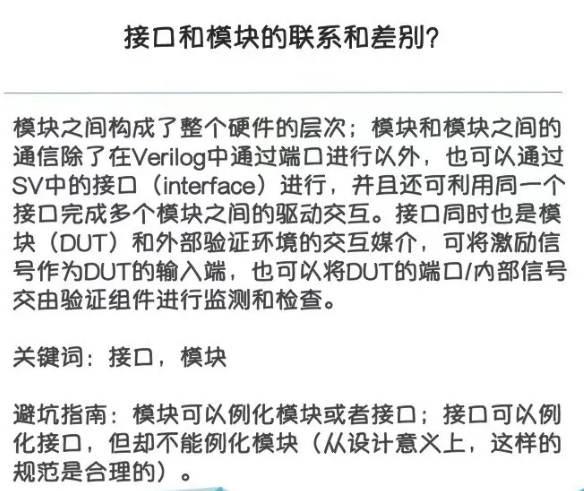 接口和模块的联系和差别?
模块之间构成了整个硬件的层次；模块和模块之间的
通信除了在Verilog中通过端口进行以外，也可以通过
SV中的接口（interface）进行，并且还可利用同一个
接口完成多个模块之间的驱动交互。接口同时也是模
块（DUT）和外部验证环境的交互媒介，可将激励信
号作为DUT的输入端，也可以将DUT的端口/内部信号
交由验证组件进行监测和检查。
关键词：接口，模块
避坑指南：模块可以例化模块或者接口；接口可以例
化接口，但却不能例化模块（从设计意义上，这样的
规范是合理的）。